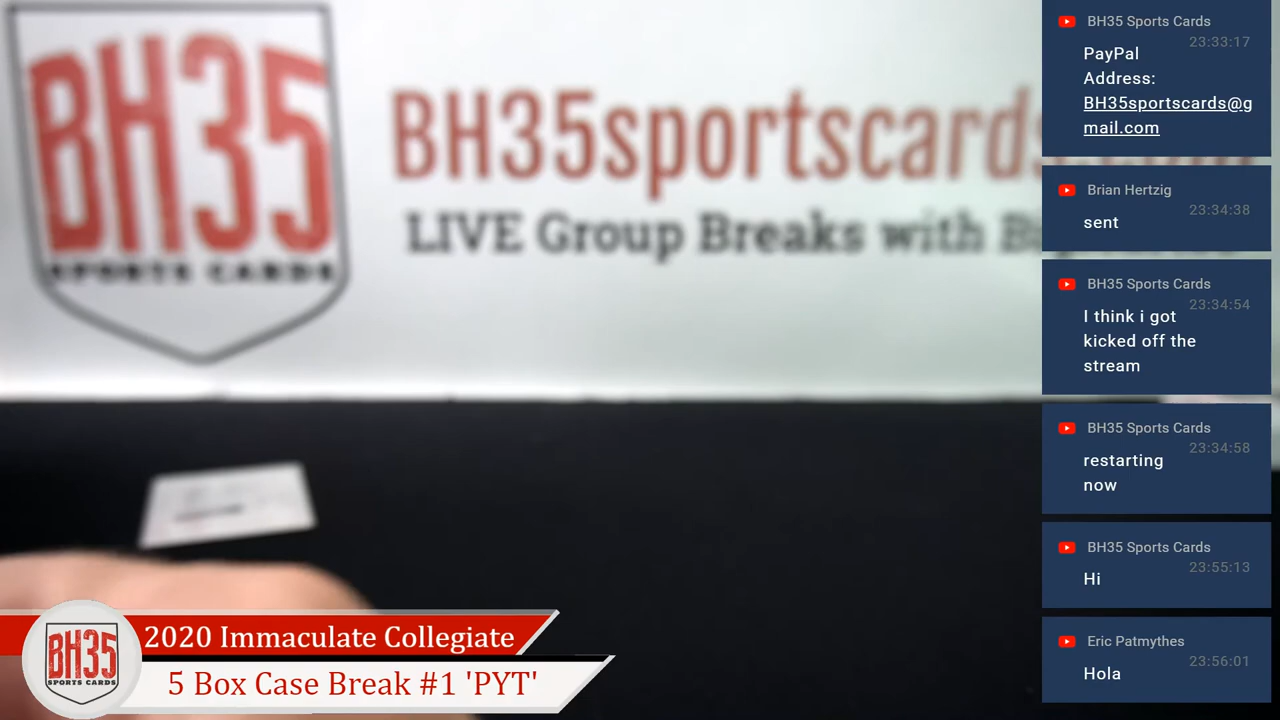 BH35
SPORTS CARDS
BH35sportscards
LIVE Group Breaks with
BH35 Sports Cards
23:33:17
PayPal
Address:
BH35sportscards@g
mail.com
Brian Hertzig
23:34:38
sent
BH35 Sports Cards
23:34:54
I think i got
kicked off the
stream
BH35 Sports Cards
23:34:58
restarting
now
BH35 Sports Cards
23:55:13
Hi
Eric Patmythes
23:56:01
Hola
BH35
SPORTS CARDS
2020 Immaculate Collegiate
5 Box Case Break #1 'PYT'